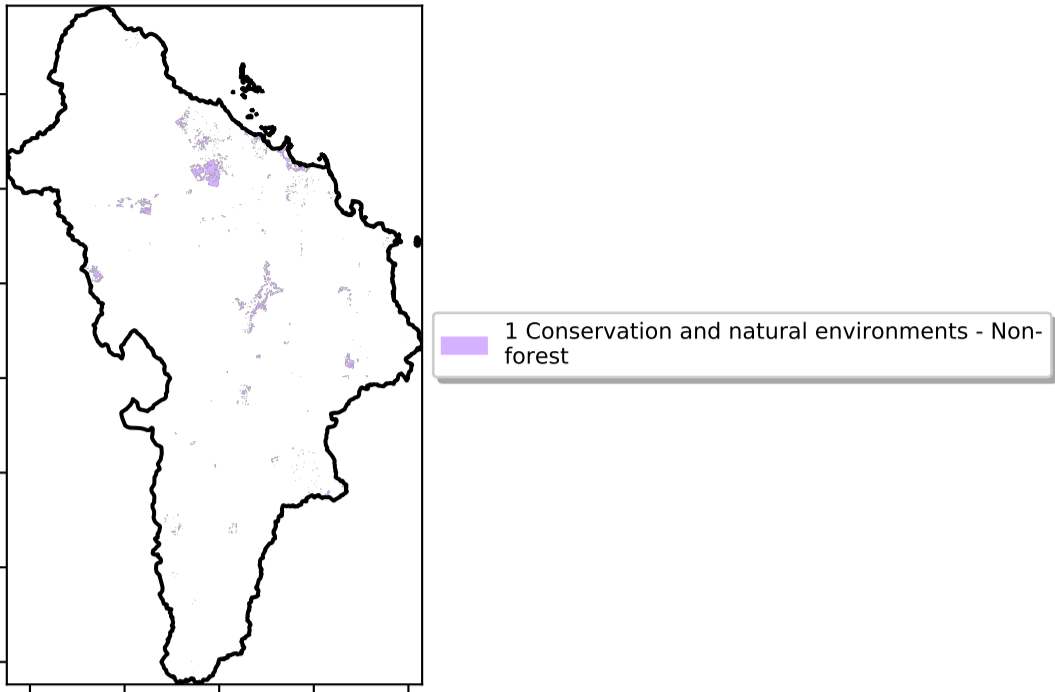 1 Conservation and natural environments - Non-
forest